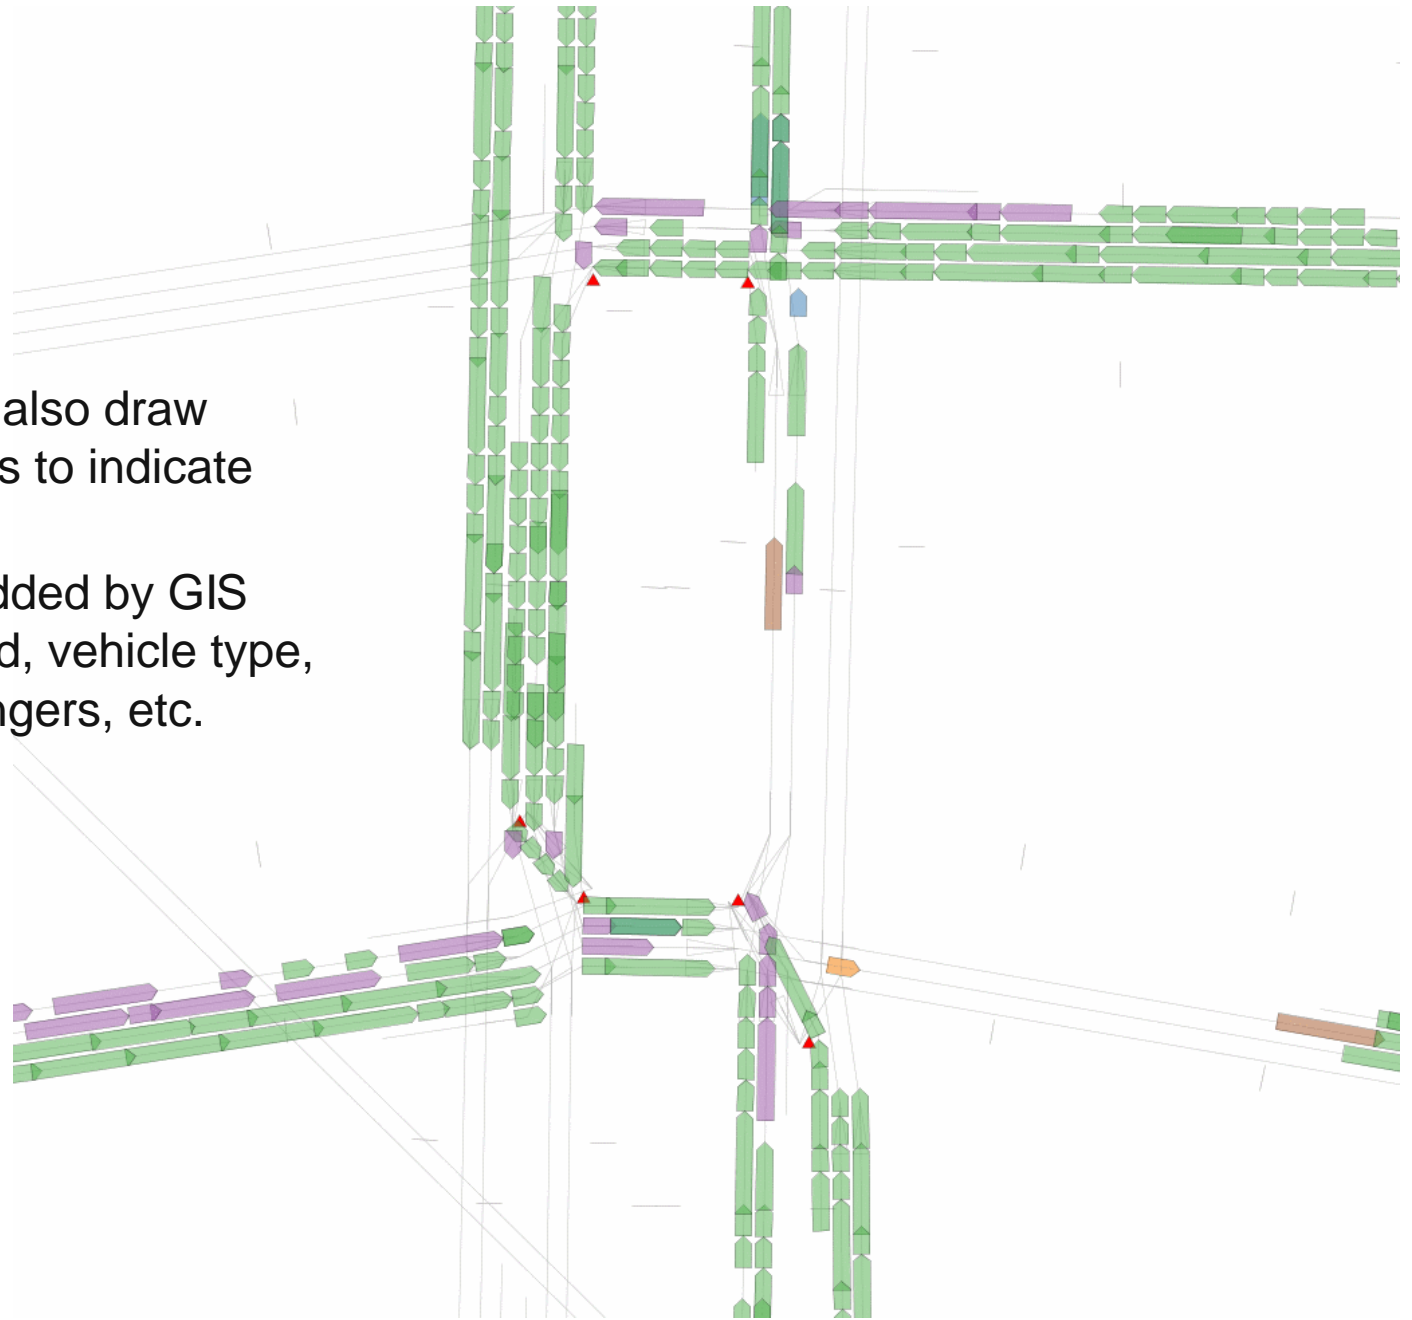 also draw
s to indicate
dded by GIS
d, vehicle type,
ngers, etc.